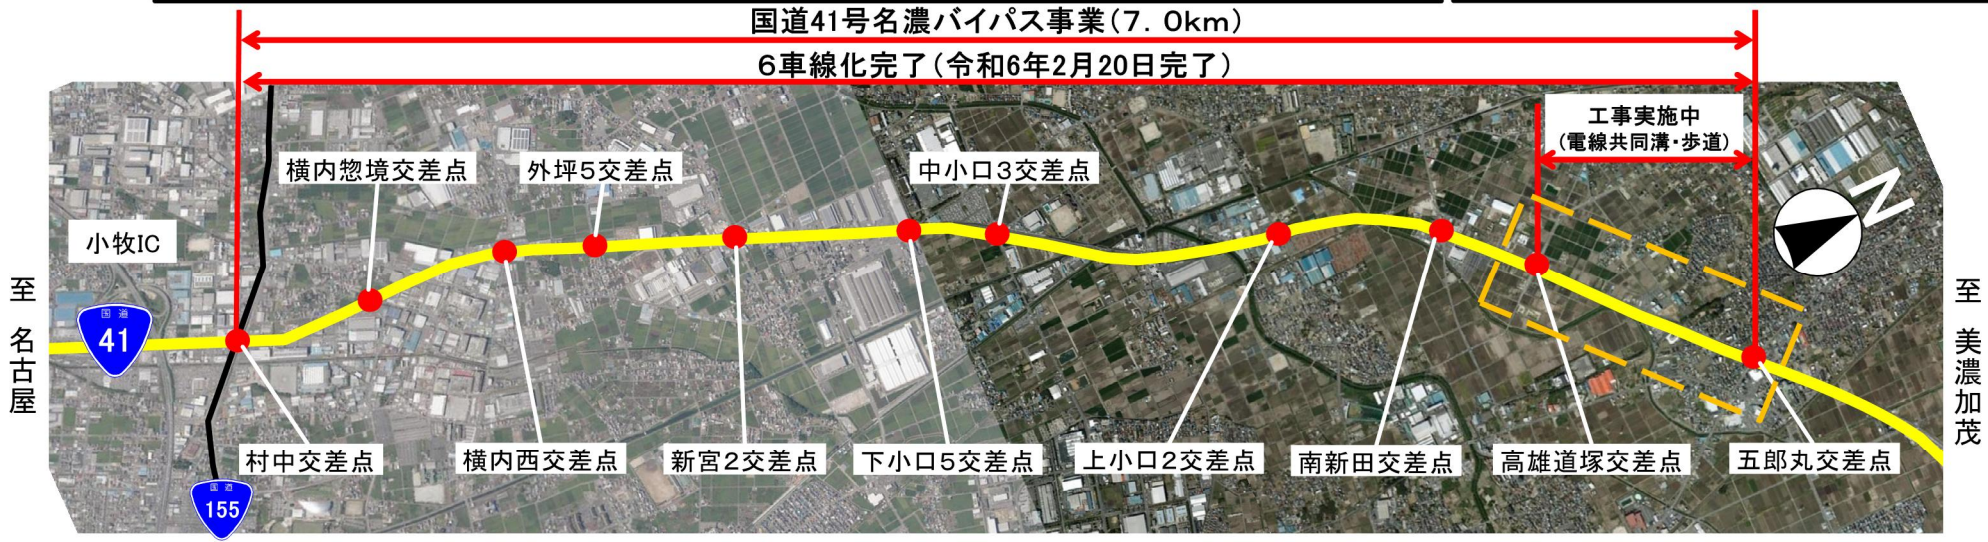 国道41号名濃バイパス事業(7.0km)
6車線化完了(令和6年2月20日完了)
工事実施中
(電線共同溝・歩道)
横内惣境交差点
外坪5交差点
中小口3交差点
小牧IC
N
至 名古屋
国道
41
至 美濃加茂
村中交差点
横内西交差点
新宮2交差点
下小口5交差点
上小口2交差点
南新田交差点
高雄道塚交差点
五郎丸交差点
国道
155